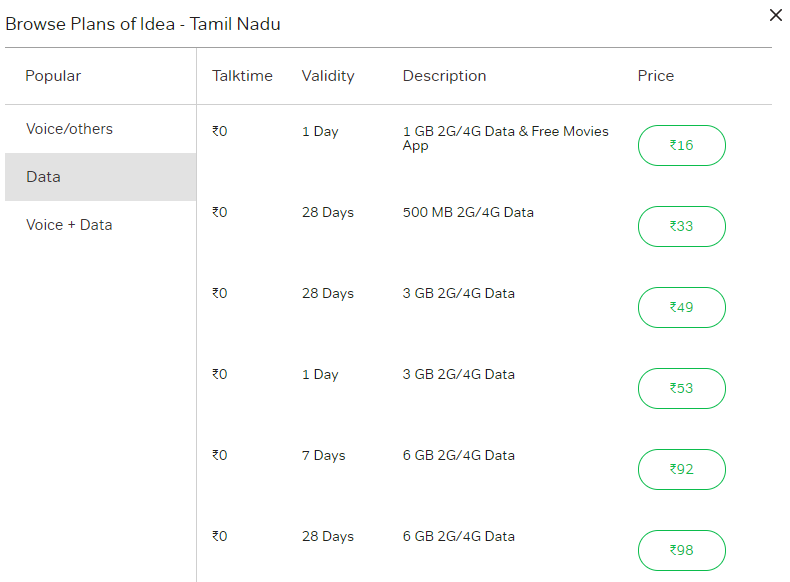 Browse Plans of Idea - Tamil Nadu
Popular
Talktime Validity Description Price
Voice/others
Data
Voice + Data
₹0 1 Day 1 GB 2G/4G Data & Free Movies
App ₹16
₹0 28 Days 500 MB 2G/4G Data ₹33
₹0 28 Days 3 GB 2G/4G Data ₹49
₹0 1 Day 3 GB 2G/4G Data ₹53
₹0 7 Days 6 GB 2G/4G Data ₹92
₹0 28 Days 6 GB 2G/4G Data ₹98